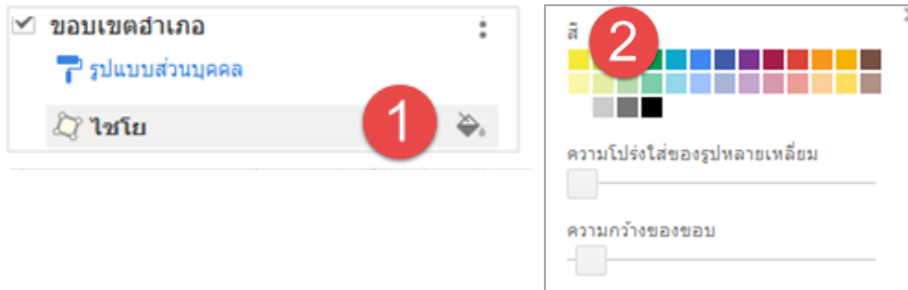 ขอบเขตอำเภอ
รูปแบบส่วนบุคคล
ไชโย
1
สี
2
ความโปร่งใสของรูปหลายเหลี่ยม
ความกว้างของขอบ